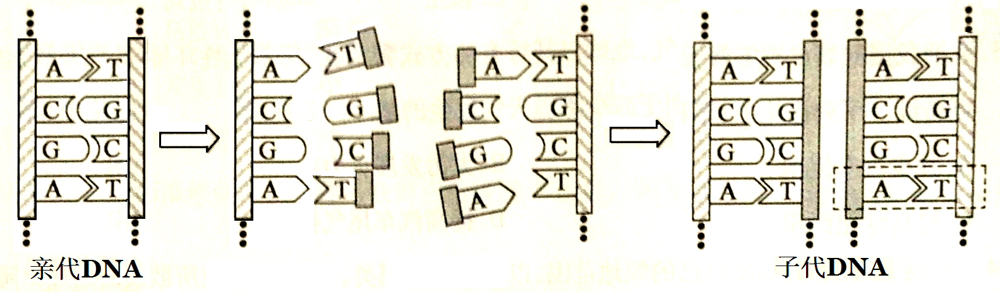 A T A T A T A T A T
C G C G C G C G C G
G C G C G C G C G C
A T A T A T A T A T
亲代DNA 子代DNA